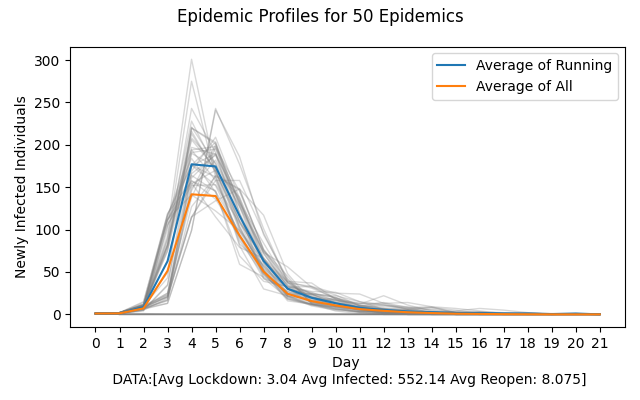 Epidemic Profiles for 50 Epidemics
300
250
200
150
100
50
0
Newly Infected Individuals
Average of Running
Average of All
0 1 2 3 4 5 6 7 8 9 10 11 12 13 14 15 16 17 18 19 20 21
Day
DATA:[Avg Lockdown: 3.04 Avg Infected: 552.14 Avg Reopen: 8.075]